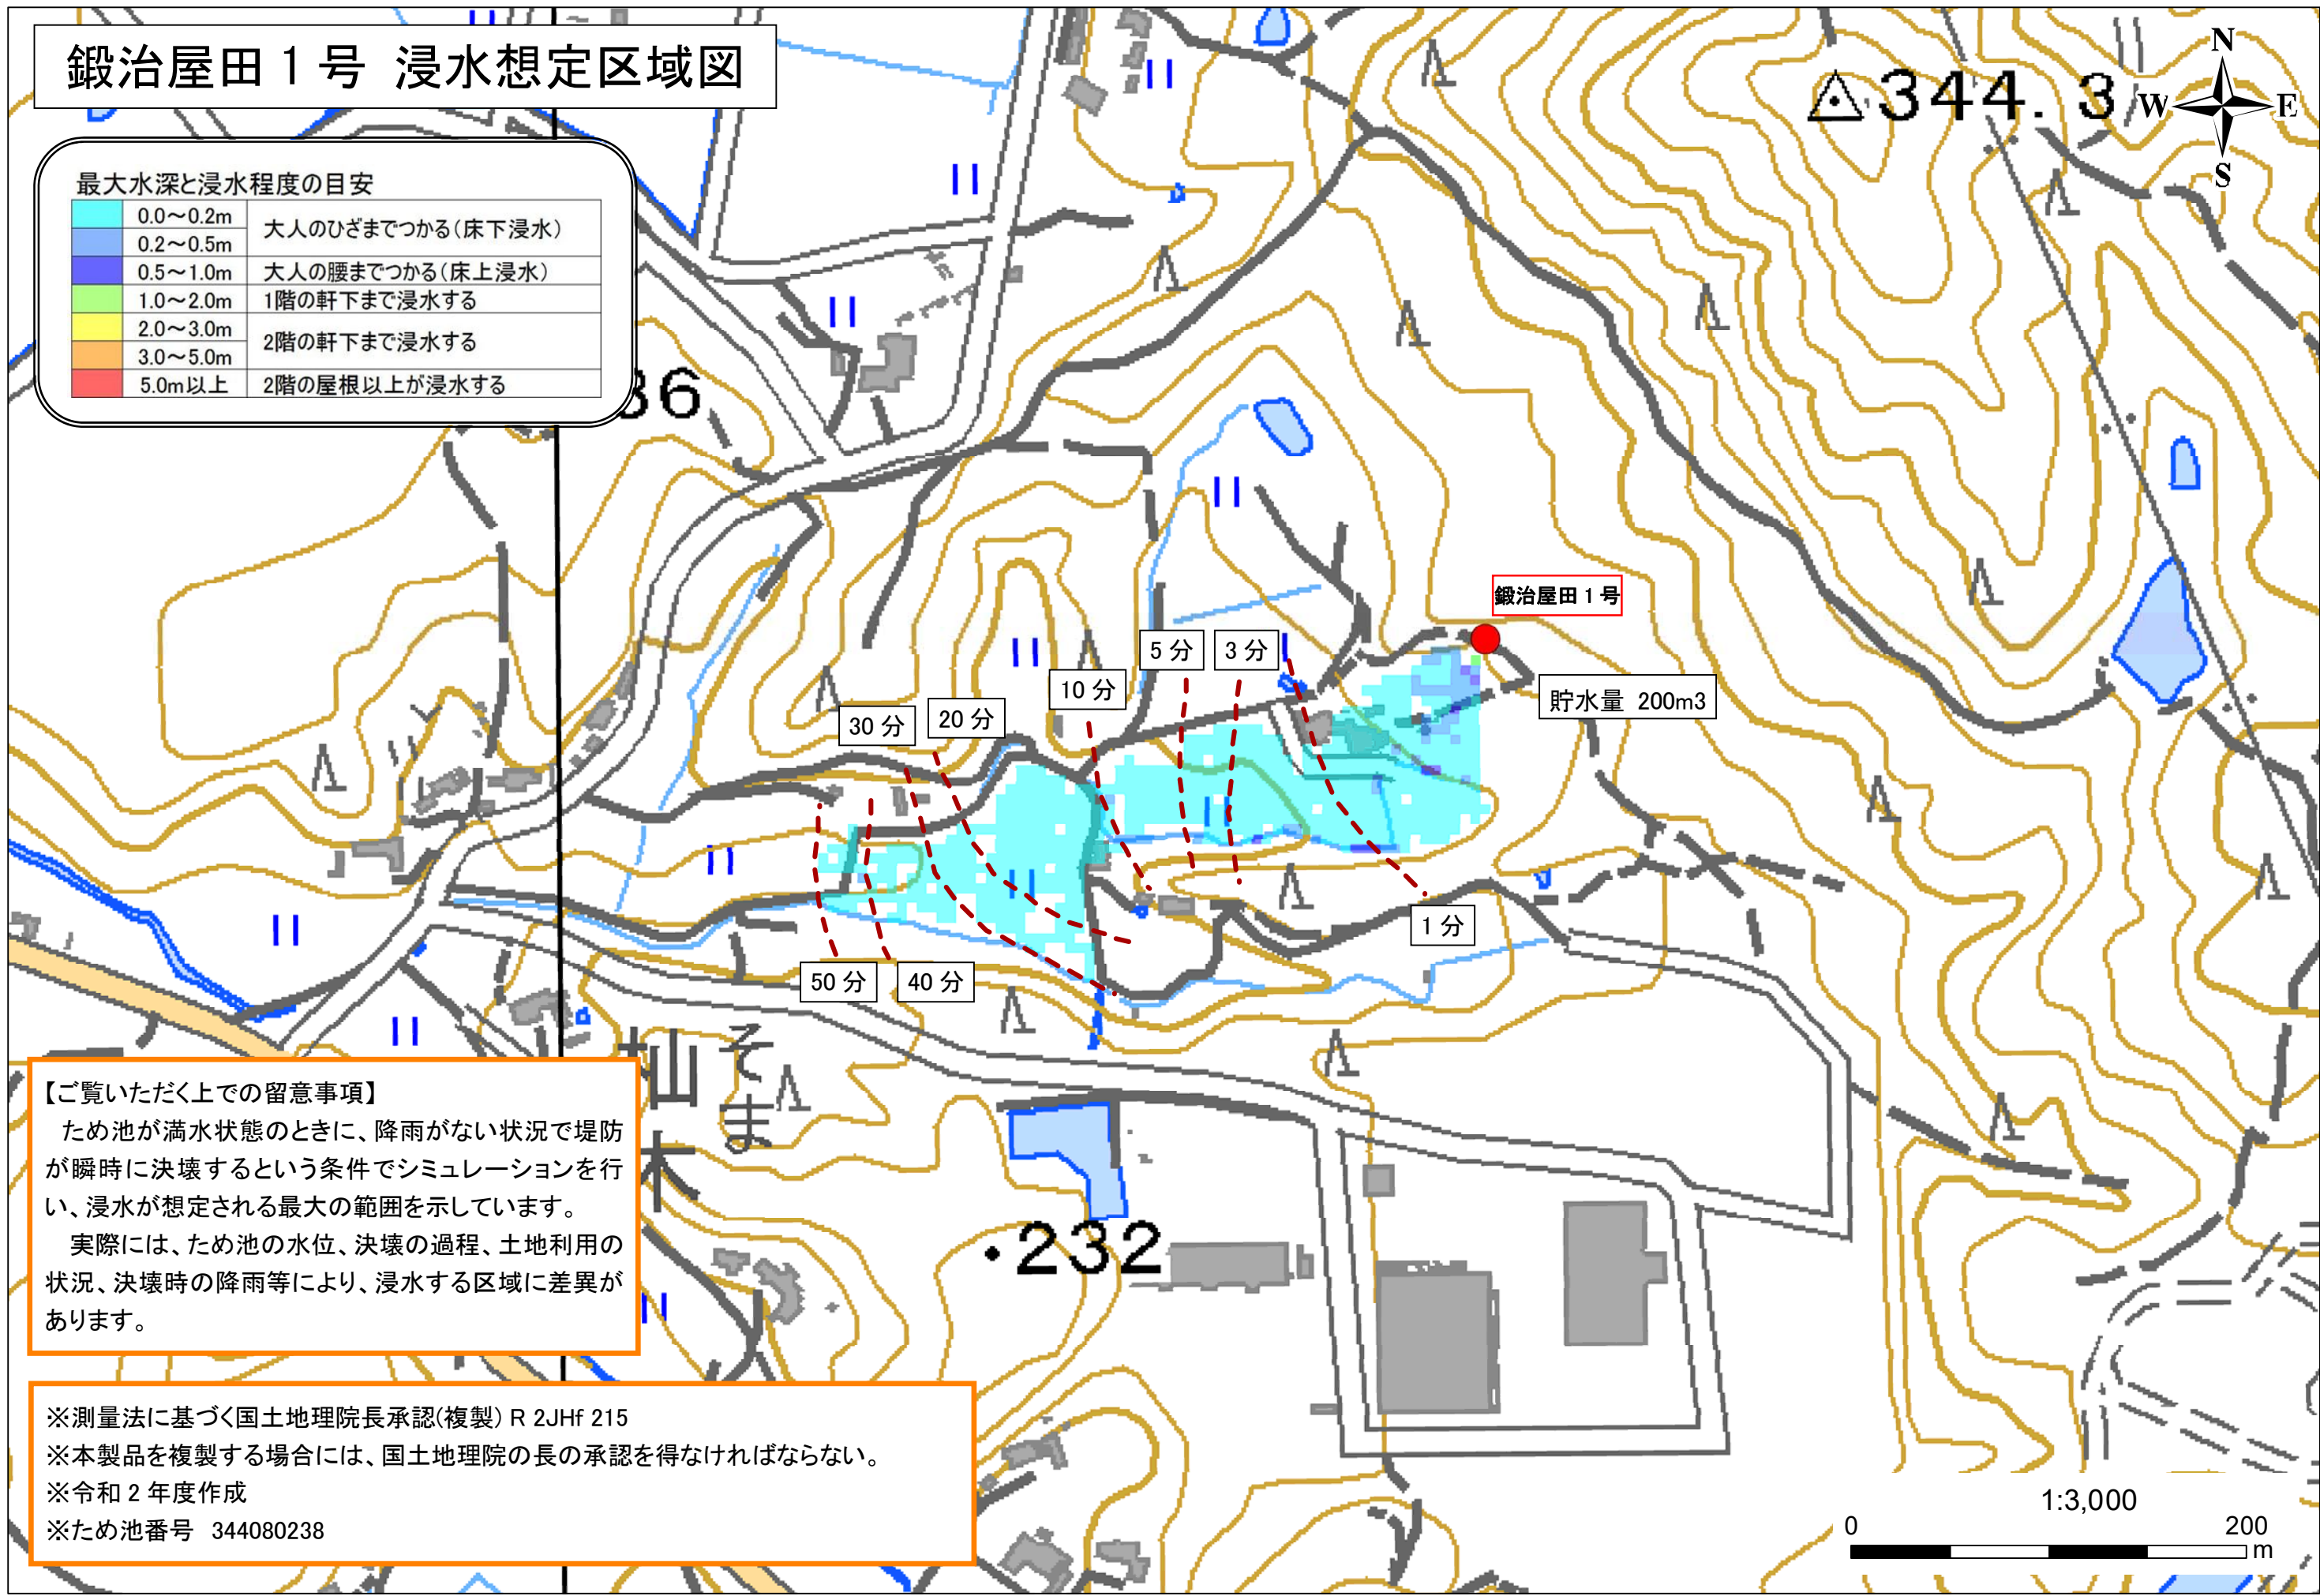 鍛治屋田1号 浸水想定区域図
344.3
N
W
E
S
最大水深と浸水程度の目安
0.0～0.2m
大人のひざまでつかる(床下浸水)
0.2～0.5m
0.5～1.0m 大人の腰までつかる(床上浸水)
1.0～2.0m 1階の軒下まで浸水する
2.0～3.0m
2階の軒下まで浸水する
3.0～5.0m
5.0m以上 2階の屋根以上が浸水する
鍛治屋田1号
貯水量 200m3
5分
3分
10分
20分
30分
1分
50分
40分
そま
木
232
【ご覧いただく上での留意事項】
ため池が満水状態のときに、降雨がない状況で堤防
が瞬時に決壊するという条件でシミュレーションを行
い、浸水が想定される最大の範囲を示しています。
実際には、ため池の水位、決壊の過程、土地利用の
状況、決壊時の降雨等により、浸水する区域に差異が
あります。
※測量法に基づく国土地理院長承認(複製) R 2JHf 215
※本製品を複製する場合には、国土地理院の長の承認を得なければならない。
※令和2年度作成
※ため池番号 344080238
1:3,000
0
200
m